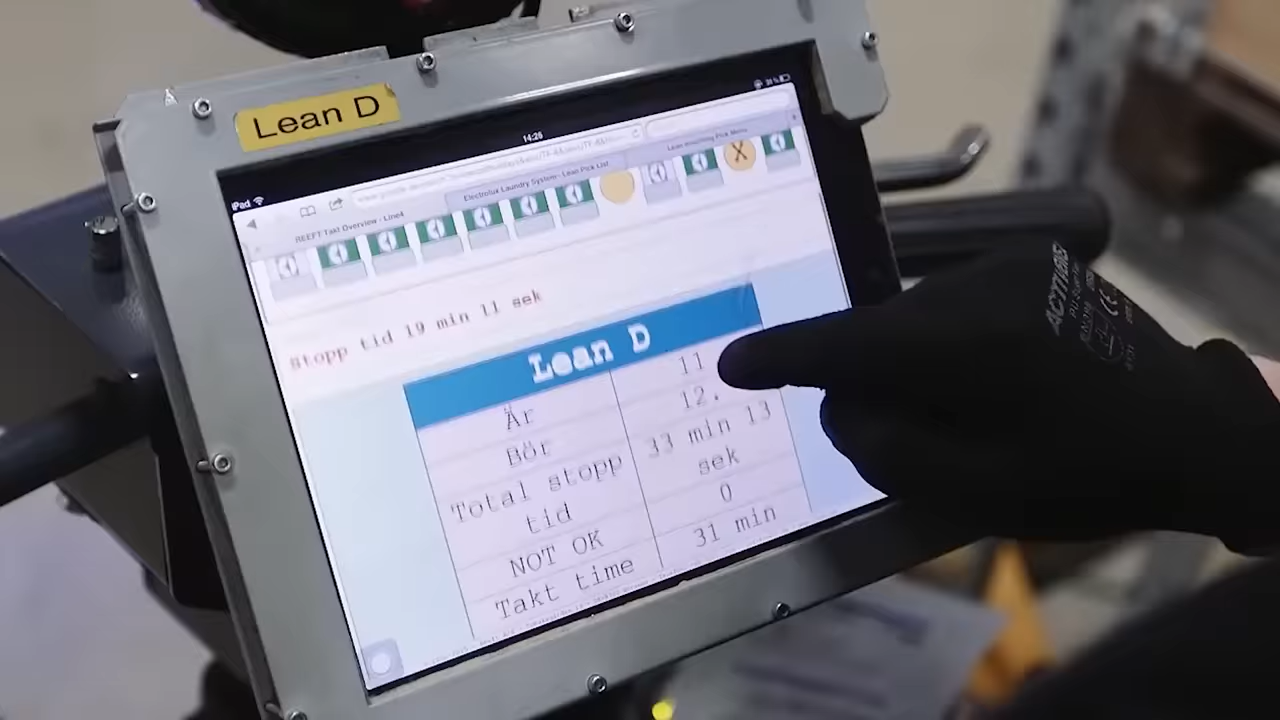 Lean D
iPad
14:25
REEFT-Takt Overview - Line4
Electrolux Laundry System - Lean Pick List
Stopp tid 19 min 11 sek
Lean D
Är 11
Bör 12.
Total stopp tid 33 min 13 sek
NOT OK 0
Takt time 31 min
CE